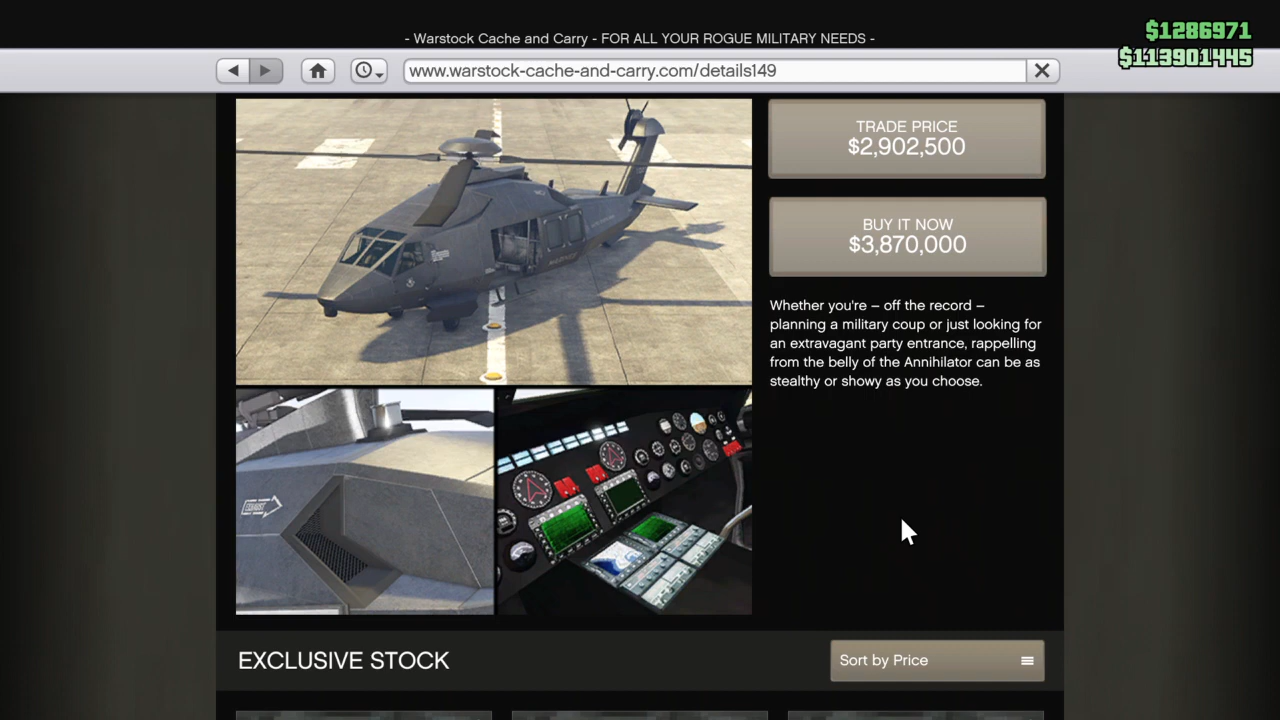 - Warstock Cache and Carry - FOR ALL YOUR ROGUE MILITARY NEEDS -
$1286971
$113901445
www.warstock-cache-and-carry.com/details149
TRADE PRICE
$2,902,500
BUY IT NOW
$3,870,000
Whether you're – off the record –
planning a military coup or just looking for
an extravagant party entrance, rappelling
from the belly of the Annihilator can be as
stealthy or showy as you choose.
EXCLUSIVE STOCK
Sort by Price